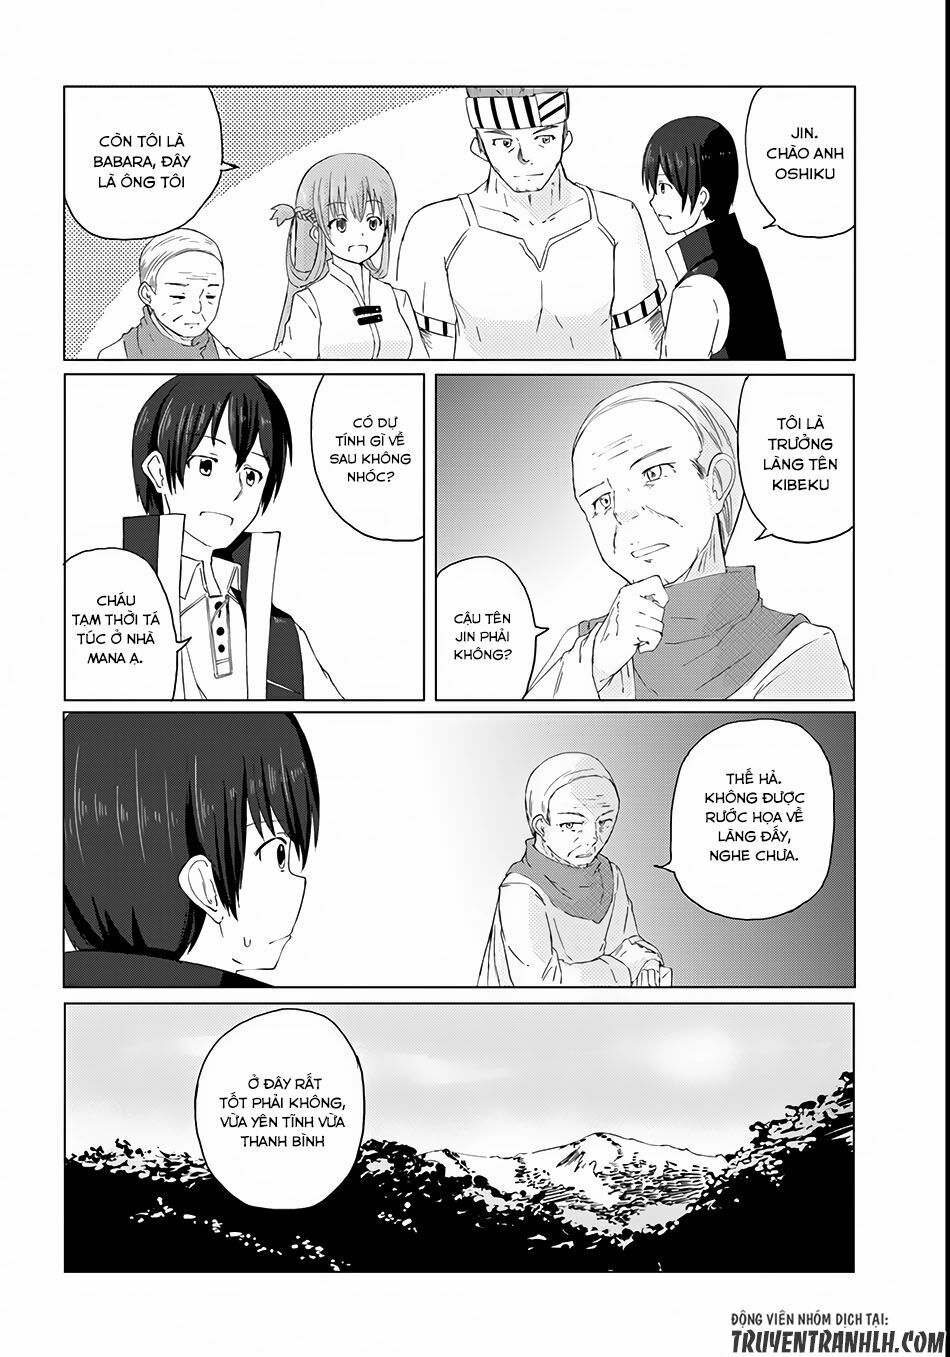 JIN.
CHÀO ANH
OSHIKU
CÒN TÔI LÀ
BABARA, ĐÂY
LÀ ÔNG TÔI
TÔI LÀ
TRƯỞNG
LÀNG TÊN
KIBEKU
CẬU TÊN
JIN PHẢI
KHÔNG?
CÓ DỰ
TÍNH GÌ VỀ
SAU KHÔNG
NHÓC?
CHÁU
TẠM THỜI TÁ
TÚC Ở NHÀ
MANA Ạ.
THẾ HẢ.
KHÔNG ĐƯỢC
RƯỚC HỌA VỀ
LÀNG ĐẤY,
NGHE CHƯA.
Ở ĐÂY RẤT
TỐT PHẢI KHÔNG,
VỪA YÊN TĨNH VỪA
THANH BÌNH
ĐỘNG VIÊN NHÓM DỊCH TẠI:
TRUYENTRANHLH.COM